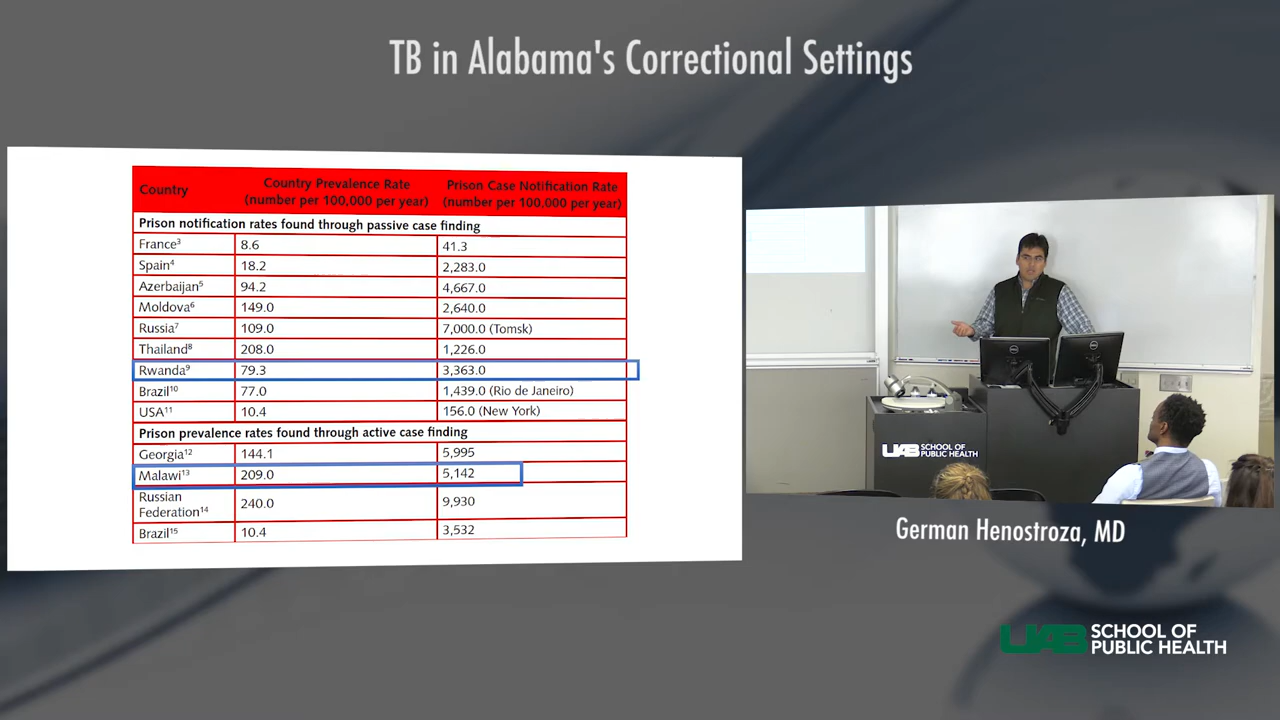 TB in Alabama's Correctional Settings
Country Country Prevalence Rate (number per 100,000 per year) Prison Case Notification Rate (number per 100,000 per year)
Prison notification rates found through passive case finding
France³ 8.6 41.3
Spain⁴ 18.2 2,283.0
Azerbaijan⁵ 94.2 4,667.0
Moldova⁶ 149.0 2,640.0
Russia⁷ 109.0 7,000.0 (Tomsk)
Thailand⁸ 208.0 1,226.0
Rwanda⁹ 79.3 3,363.0
Brazil¹⁰ 77.0 1,439.0 (Rio de Janeiro)
USA¹¹ 10.4 156.0 (New York)
Prison prevalence rates found through active case finding
Georgia¹² 144.1 5,995
Malawi¹³ 209.0 5,142
Russian Federation¹⁴ 240.0 9,930
Brazil¹⁵ 10.4 3,532
UAB SCHOOL OF
PUBLIC HEALTH
German Henostroza, MD
UAB SCHOOL OF
PUBLIC HEALTH